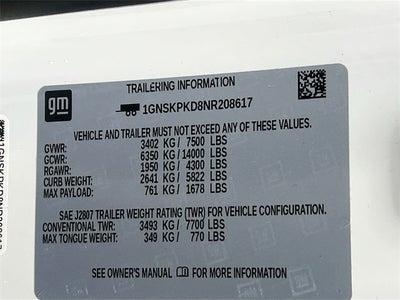 gm
TRAILERING INFORMATION
1GNSKPKD8NR208617
VEHICLE AND TRAILER MUST NOT EXCEED ANY OF THESE VALUES.
GVWR: 3402 KG / 7500 LBS
GCWR: 6350 KG / 14000 LBS
RGAWR: 1950 KG / 4300 LBS
CURB WEIGHT: 2641 KG / 5822 LBS
MAX PAYLOAD: 761 KG / 1678 LBS
SAE J2807 TRAILER WEIGHT RATING (TWR) FOR VEHICLE CONFIGURATION.
CONVENTIONAL TWR: 3493 KG / 7700 LBS
MAX TONGUE WEIGHT: 349 KG / 770 LBS
SEE OWNER'S MANUAL FOR MORE INFORMATION